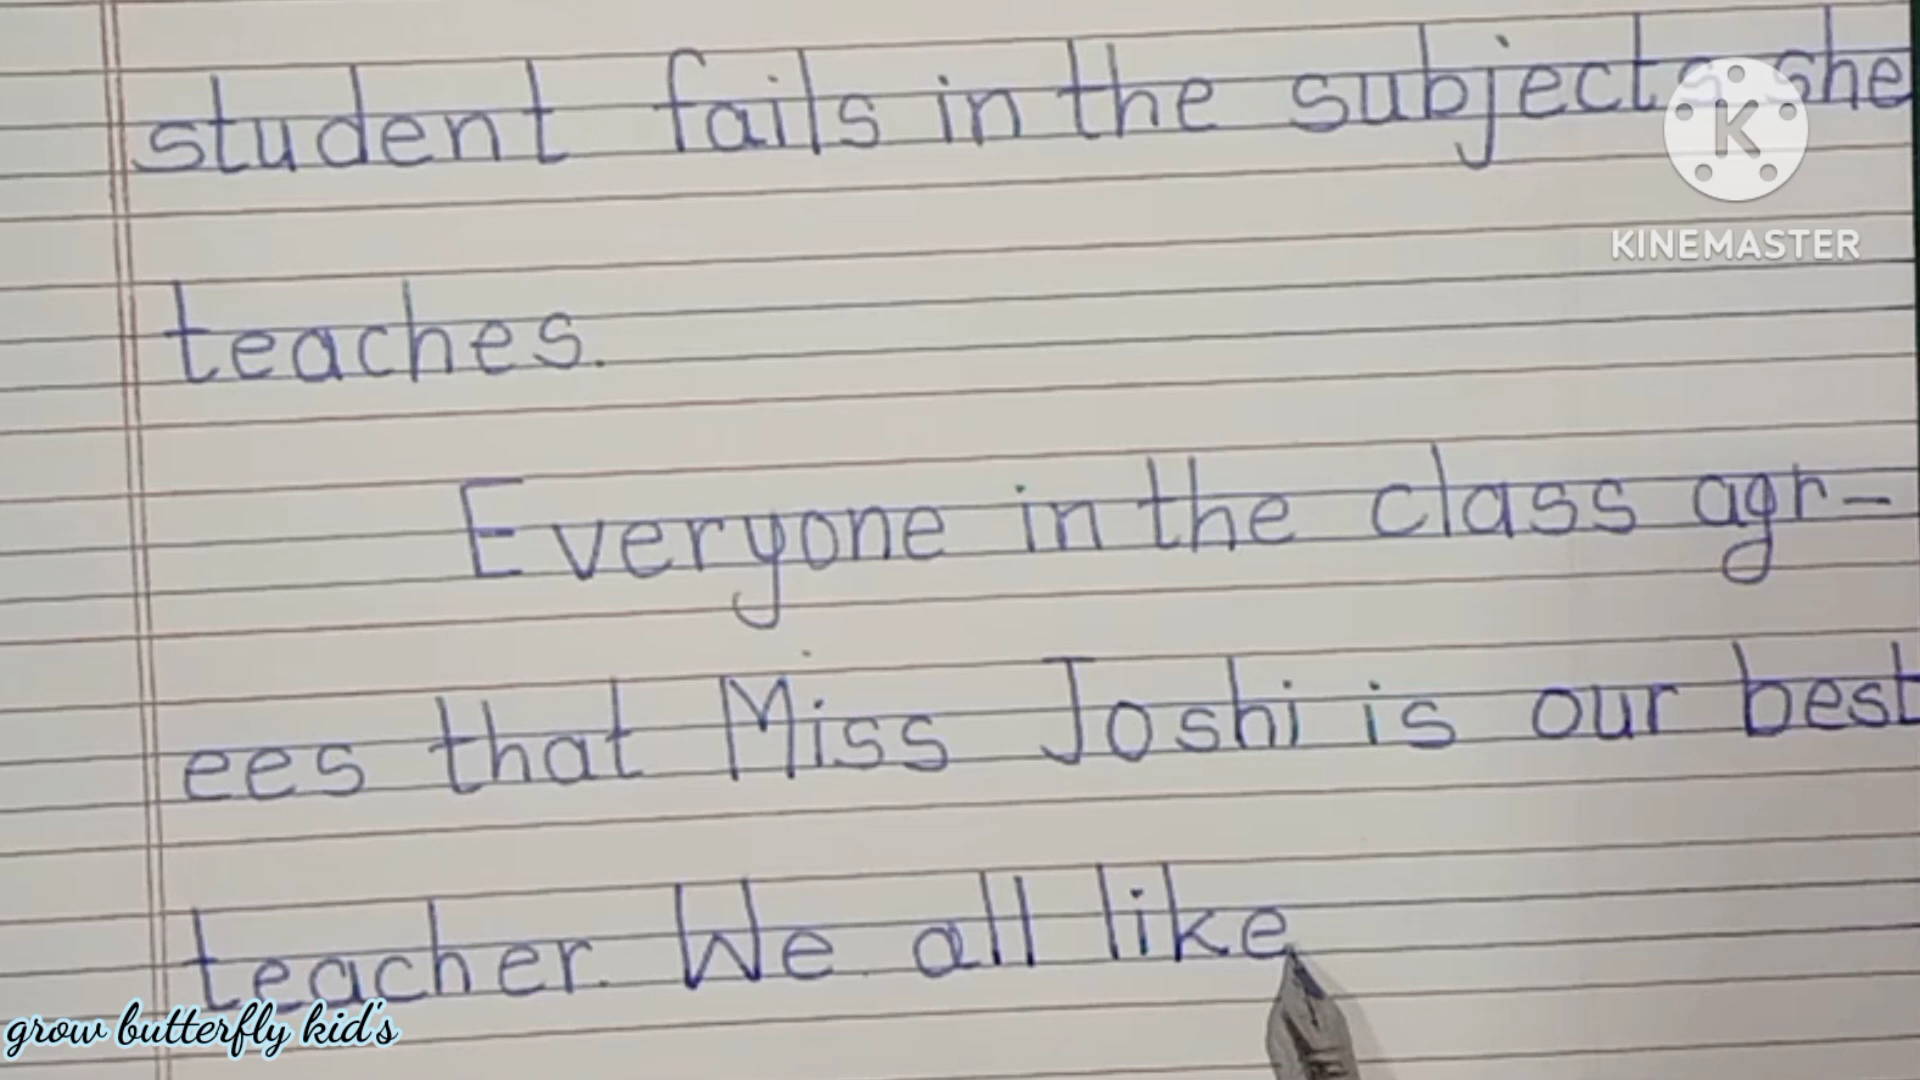 student fails in the subjects she
KINEMASTER
teaches.
Everyone in the class agr-
ees that Miss Joshi is our best
teacher. We all like
grow butterfly kid's